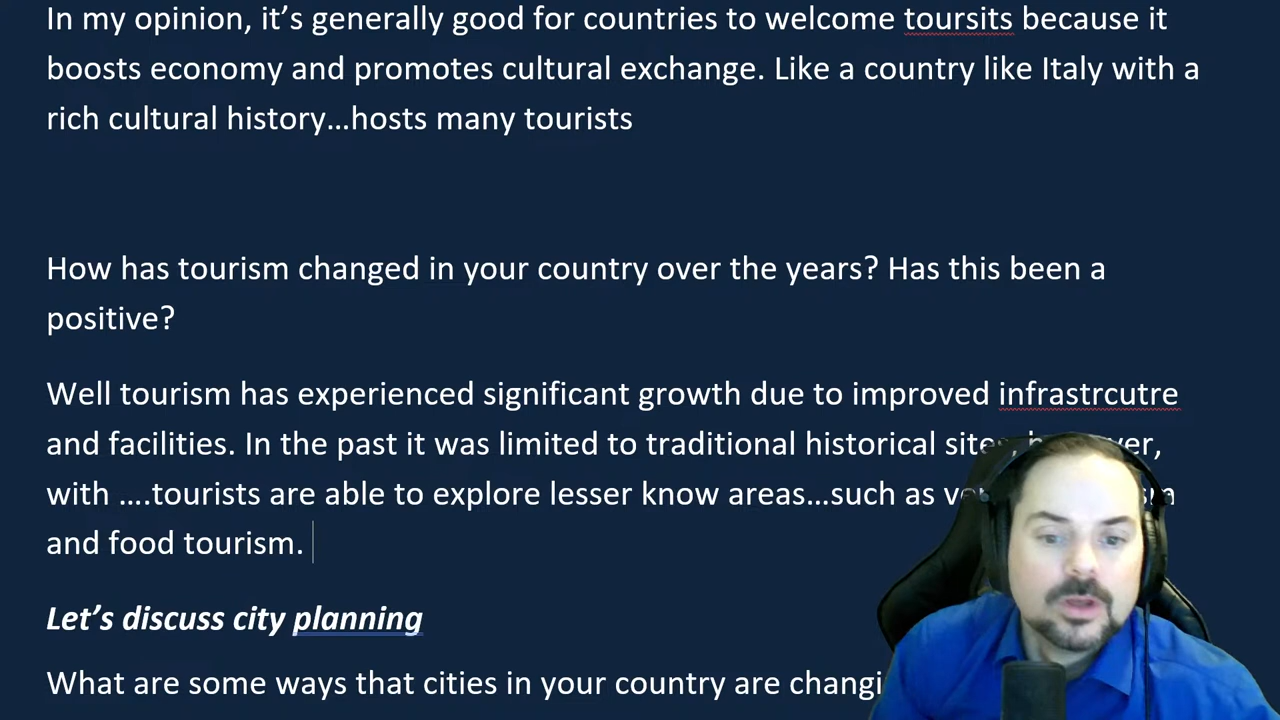 In my opinion, it’s generally good for countries to welcome toursits because it
boosts economy and promotes cultural exchange. Like a country like Italy with a
rich cultural history…hosts many tourists
How has tourism changed in your country over the years? Has this been a
positive?
Well tourism has experienced significant growth due to improved infrastrcutre
and facilities. In the past it was limited to traditional historical
with ….tourists are able to explore lesser know areas…such as
and food tourism.
Let’s discuss city planning
What are some ways that cities in your country are